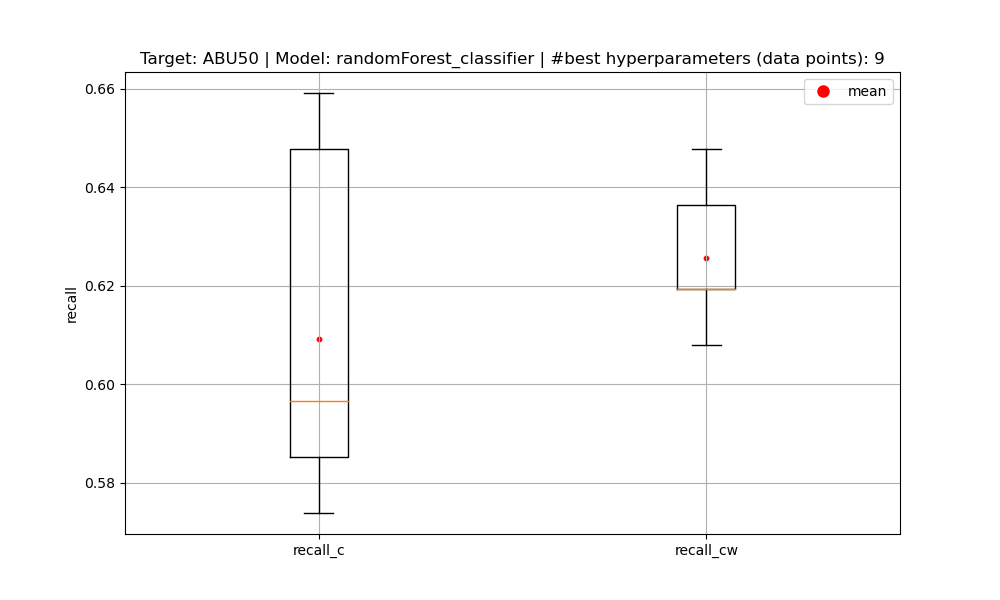 Target: ABU50 | Model: randomForest_classifier | #best hyperparameters (data points): 9
mean
0.66
0.64
0.62
0.60
0.58
recall
recall_c
recall_cw